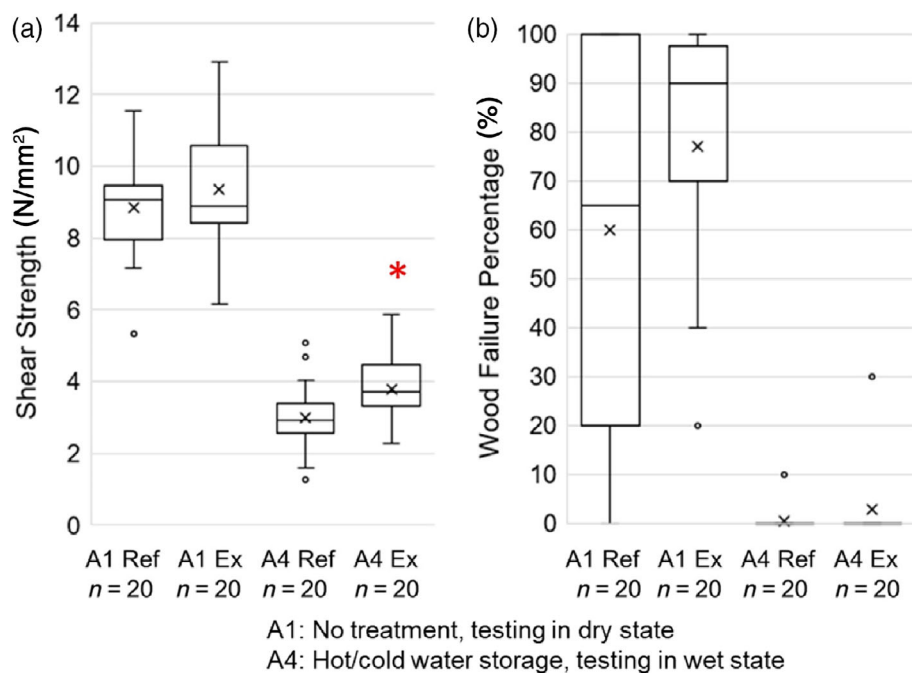 (a)
Shear Strength (N/mm²)
14
12
10
8
6
4
2
0
*
A1 Ref A1 Ex A4 Ref A4 Ex
n = 20 n = 20 n = 20 n = 20
(b)
Wood Failure Percentage (%)
100
90
80
70
60
50
40
30
20
10
0
A1 Ref A1 Ex A4 Ref A4 Ex
n = 20 n = 20 n = 20 n = 20
A1: No treatment, testing in dry state
A4: Hot/cold water storage, testing in wet state